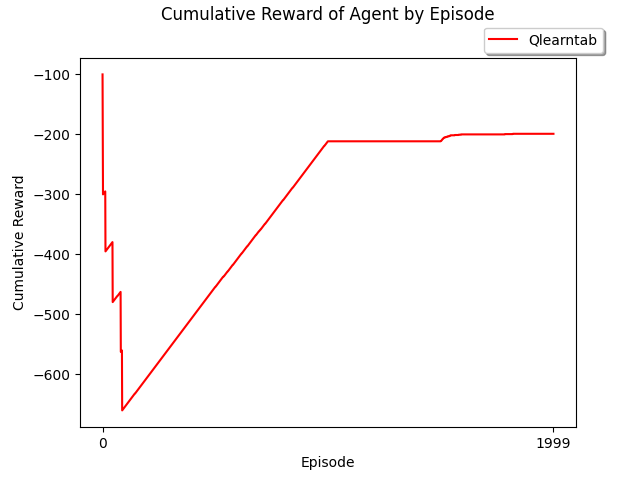 Cumulative Reward of Agent by Episode
Qlearntab
−100
−200
−300
−400
−500
−600
Cumulative Reward
0
1999
Episode